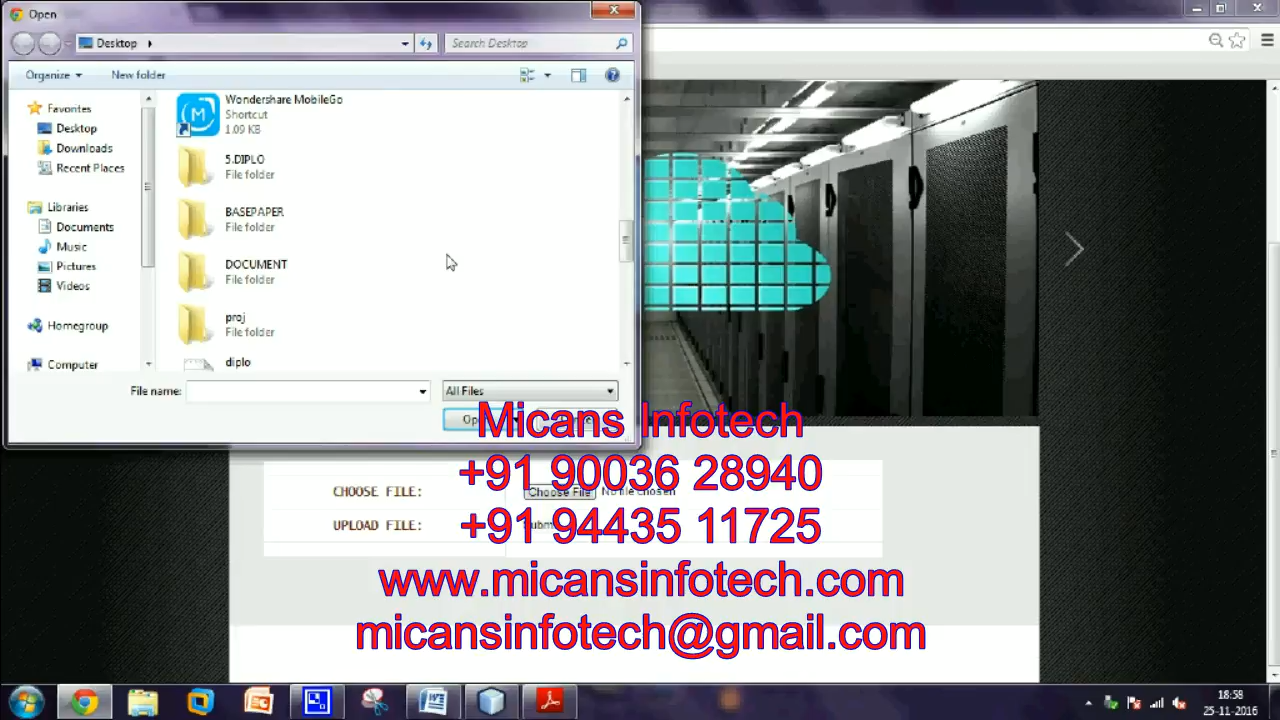 Open
Desktop
Search Desktop
Organize
New folder
Favorites
Desktop
Downloads
Recent Places
Libraries
Documents
Music
Pictures
Videos
Homegroup
Computer
Wondershare MobileGo
Shortcut
1.09 KB
5.DIPLO
File folder
BASEPAPER
File folder
DOCUMENT
File folder
proj
File folder
diplo
File name:
All Files
Micans Infotech
+91 90036 28940
CHOOSE FILE:
Choose File No file chosen
+91 94435 11725
UPLOAD FILE:
www.micansinfotech.com
micansinfotech@gmail.com
18:58
25-11-2016